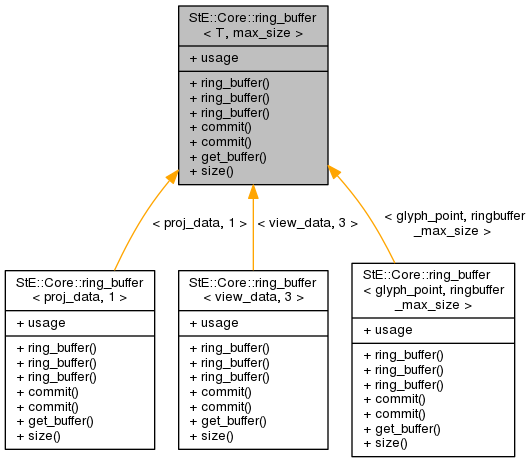 StE::Core::ring_buffer
< T, max_size >
+ usage
+ ring_buffer()
+ ring_buffer()
+ ring_buffer()
+ commit()
+ commit()
+ get_buffer()
+ size()
< proj_data, 1 >
< view_data, 3 >
< glyph_point, ringbuffer
_max_size >
StE::Core::ring_buffer
< proj_data, 1 >
+ usage
+ ring_buffer()
+ ring_buffer()
+ ring_buffer()
+ commit()
+ commit()
+ get_buffer()
+ size()
StE::Core::ring_buffer
< view_data, 3 >
+ usage
+ ring_buffer()
+ ring_buffer()
+ ring_buffer()
+ commit()
+ commit()
+ get_buffer()
+ size()
StE::Core::ring_buffer
< glyph_point, ringbuffer
_max_size >
+ usage
+ ring_buffer()
+ ring_buffer()
+ ring_buffer()
+ commit()
+ commit()
+ get_buffer()
+ size()